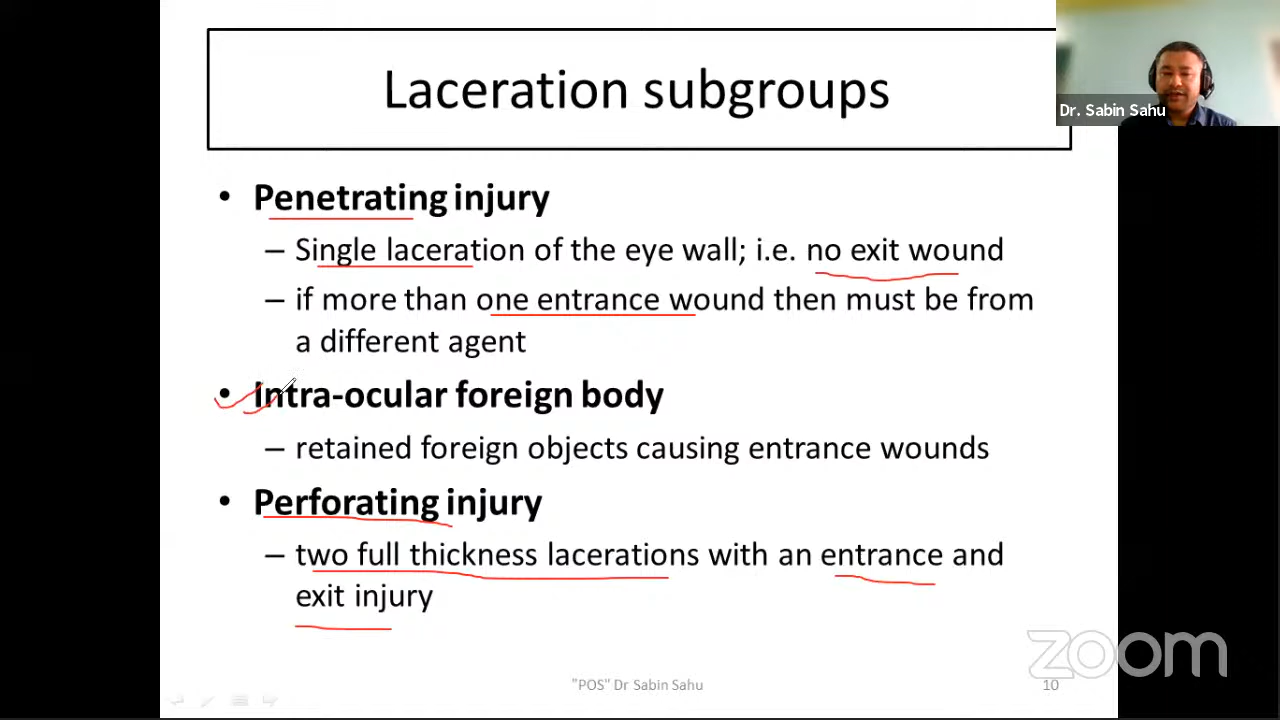 Laceration subgroups
Dr. Sabin Sahu
• Penetrating injury
– Single laceration of the eye wall; i.e. no exit wound
– if more than one entrance wound then must be from
a different agent
• Intra-ocular foreign body
– retained foreign objects causing entrance wounds
• Perforating injury
– two full thickness lacerations with an entrance and
exit injury
zoom
"POS" Dr Sabin Sahu
10